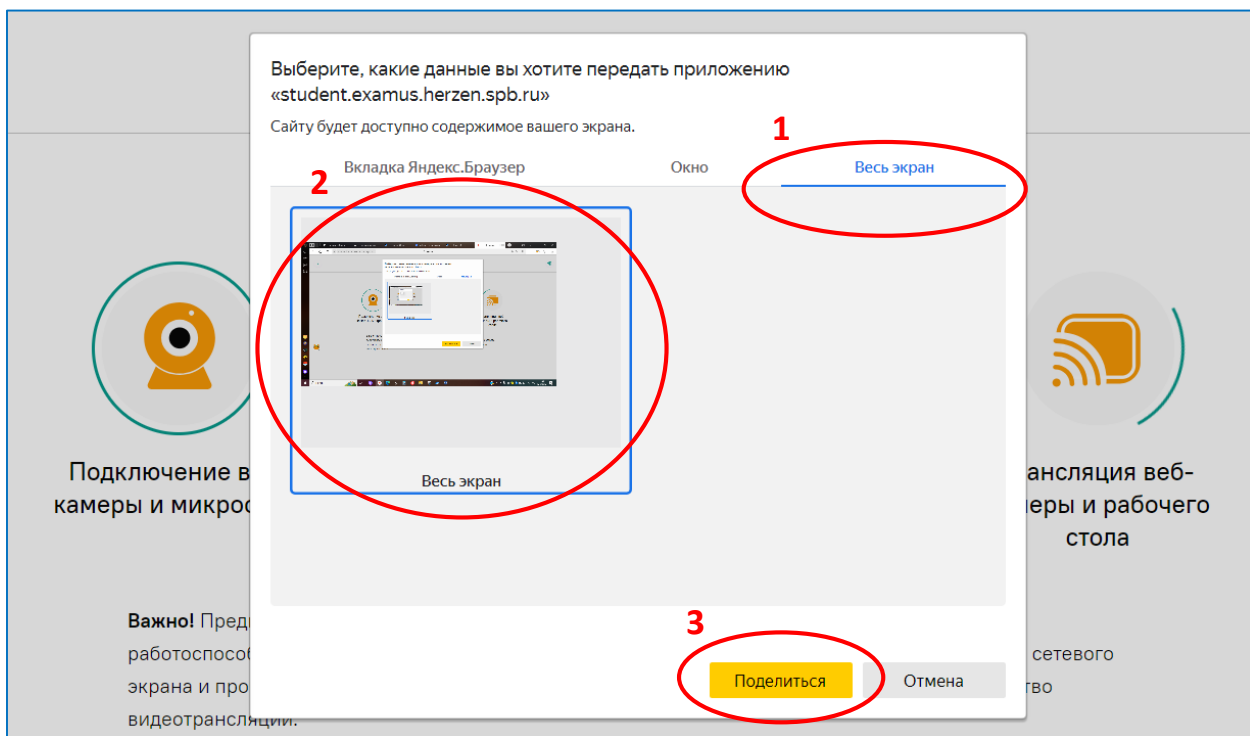 Выберите, какие данные вы хотите передать приложению
«student.examus.herzen.spb.ru»
Сайту будет доступно содержимое вашего экрана.
1
Вкладка Яндекс.Браузер Окно Весь экран
2
Весь экран
Подключение в
камеры и микрос
ансляция веб-
еры и рабочего
стола
3
Поделиться Отмена
Важно! Пред
работоспособ сетевого
экрана и про тво
видеотрансляции.